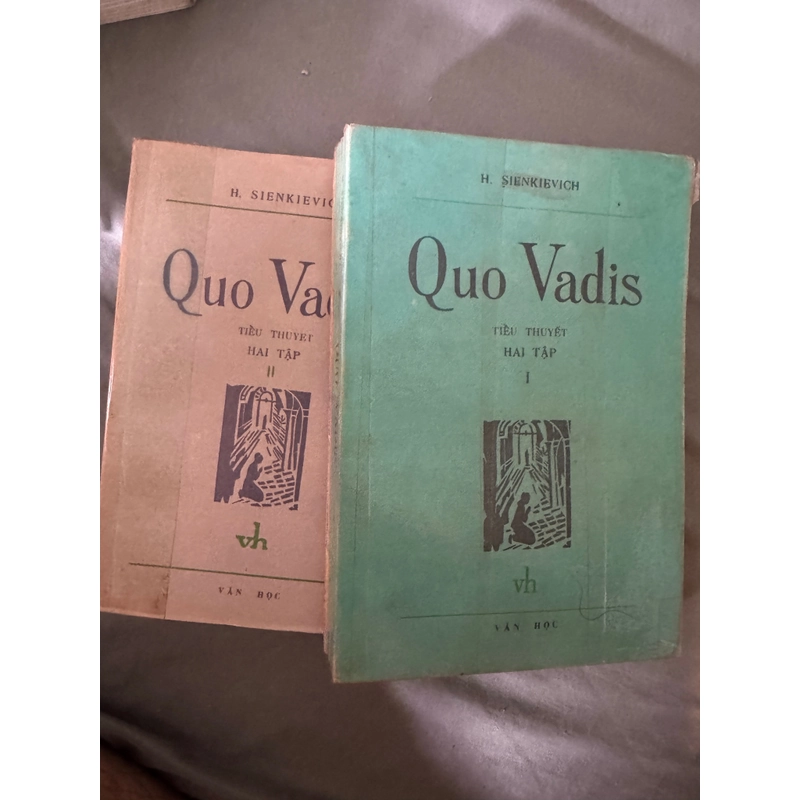 H. SIENKIEVIC
Quo Va
TIỂU THUYẾT
HAI TẬP
II
vh
VĂN HỌC
H. SIENKIEVICH
Quo Vadis
TIỂU THUYẾT
HAI TẬP
I
vh
VĂN HỌC